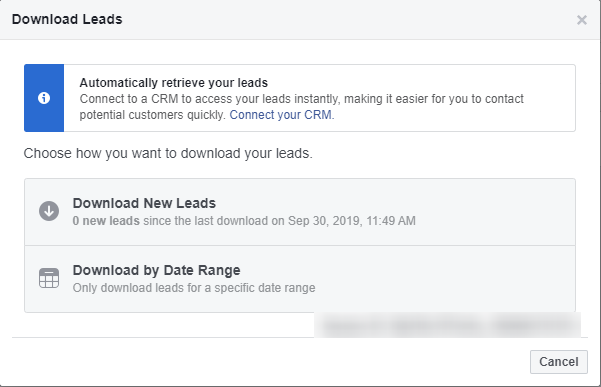 Download Leads
Automatically retrieve your leads
Connect to a CRM to access your leads instantly, making it easier for you to contact
potential customers quickly. Connect your CRM.
Choose how you want to download your leads.
Download New Leads
0 new leads since the last download on Sep 30, 2019, 11:49 AM
Download by Date Range
Only download leads for a specific date range
Cancel